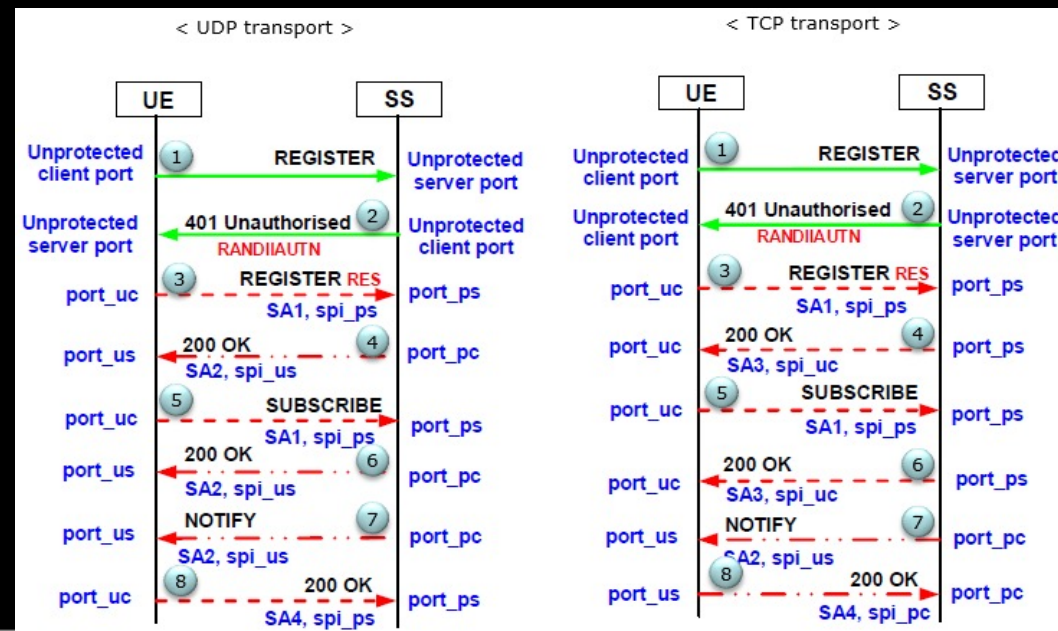 < UDP transport >
UE
SS
Unprotected
client port
1
REGISTER
Unprotected
server port
Unprotected
server port
401 Unauthorised
2
RANDIIAUTN
Unprotected
client port
port_uc
3
REGISTER RES
SA1, spi_ps
port_ps
port_us
200 OK
4
SA2, spi_us
port_pc
port_uc
5
SUBSCRIBE
SA1, spi_ps
port_ps
port_us
200 OK
6
SA2, spi_us
port_pc
port_us
NOTIFY
7
SA2, spi_us
port_pc
port_uc
8
200 OK
SA4, spi_ps
port_ps
< TCP transport >
UE
SS
Unprotected
client port
1
REGISTER
Unprotected
server port
Unprotected
client port
401 Unauthorised
2
RANDIIAUTN
Unprotected
server port
port_uc
3
REGISTER RES
SA1, spi_ps
port_ps
port_uc
200 OK
4
SA3, spi_uc
port_ps
port_uc
5
SUBSCRIBE
SA1, spi_ps
port_ps
port_uc
200 OK
6
SA3, spi_uc
port_ps
port_us
NOTIFY
7
SA2, spi_us
port_pc
port_us
8
200 OK
SA4, spi_pc
port_pc